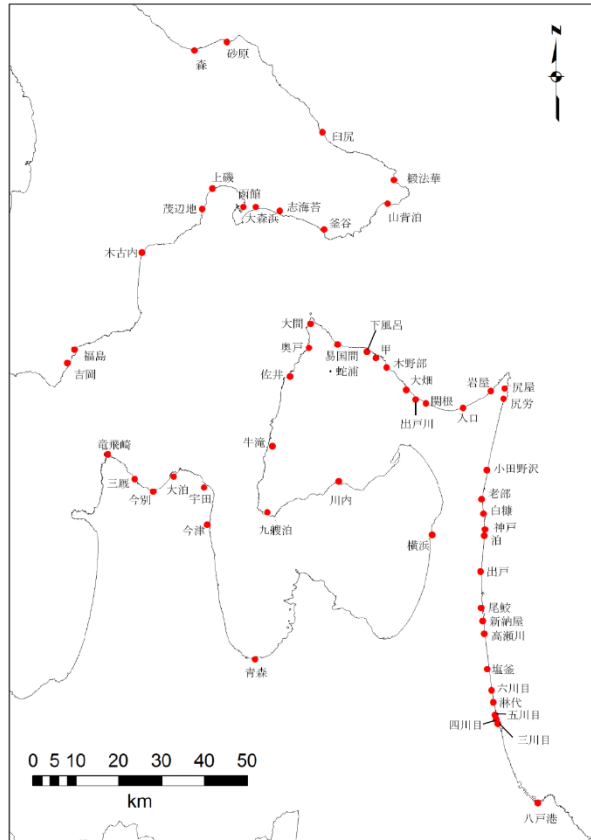 森
砂原
N
臼尻
椴法華
上磯
函館
志海苔
茂辺地
大森浜
山背泊
釜谷
木古内
大間
下風呂
福島
奥戸
易国間
甲
吉岡
木野部
佐井
蛇浦
大畑
岩屋
尻屋
関根
尻労
出戸川
入口
竜飛崎
牛滝
小田野沢
三厩
大泊
川内
今別
宇田
老部
九艘泊
白糠
今津
神戸
横浜
泊
出戸
尾鮫
新納屋
高瀬川
青森
塩釜
六川目
淋代
五川目
四川目
三川目
0 5 10 20 30 40 50
km
八戸港